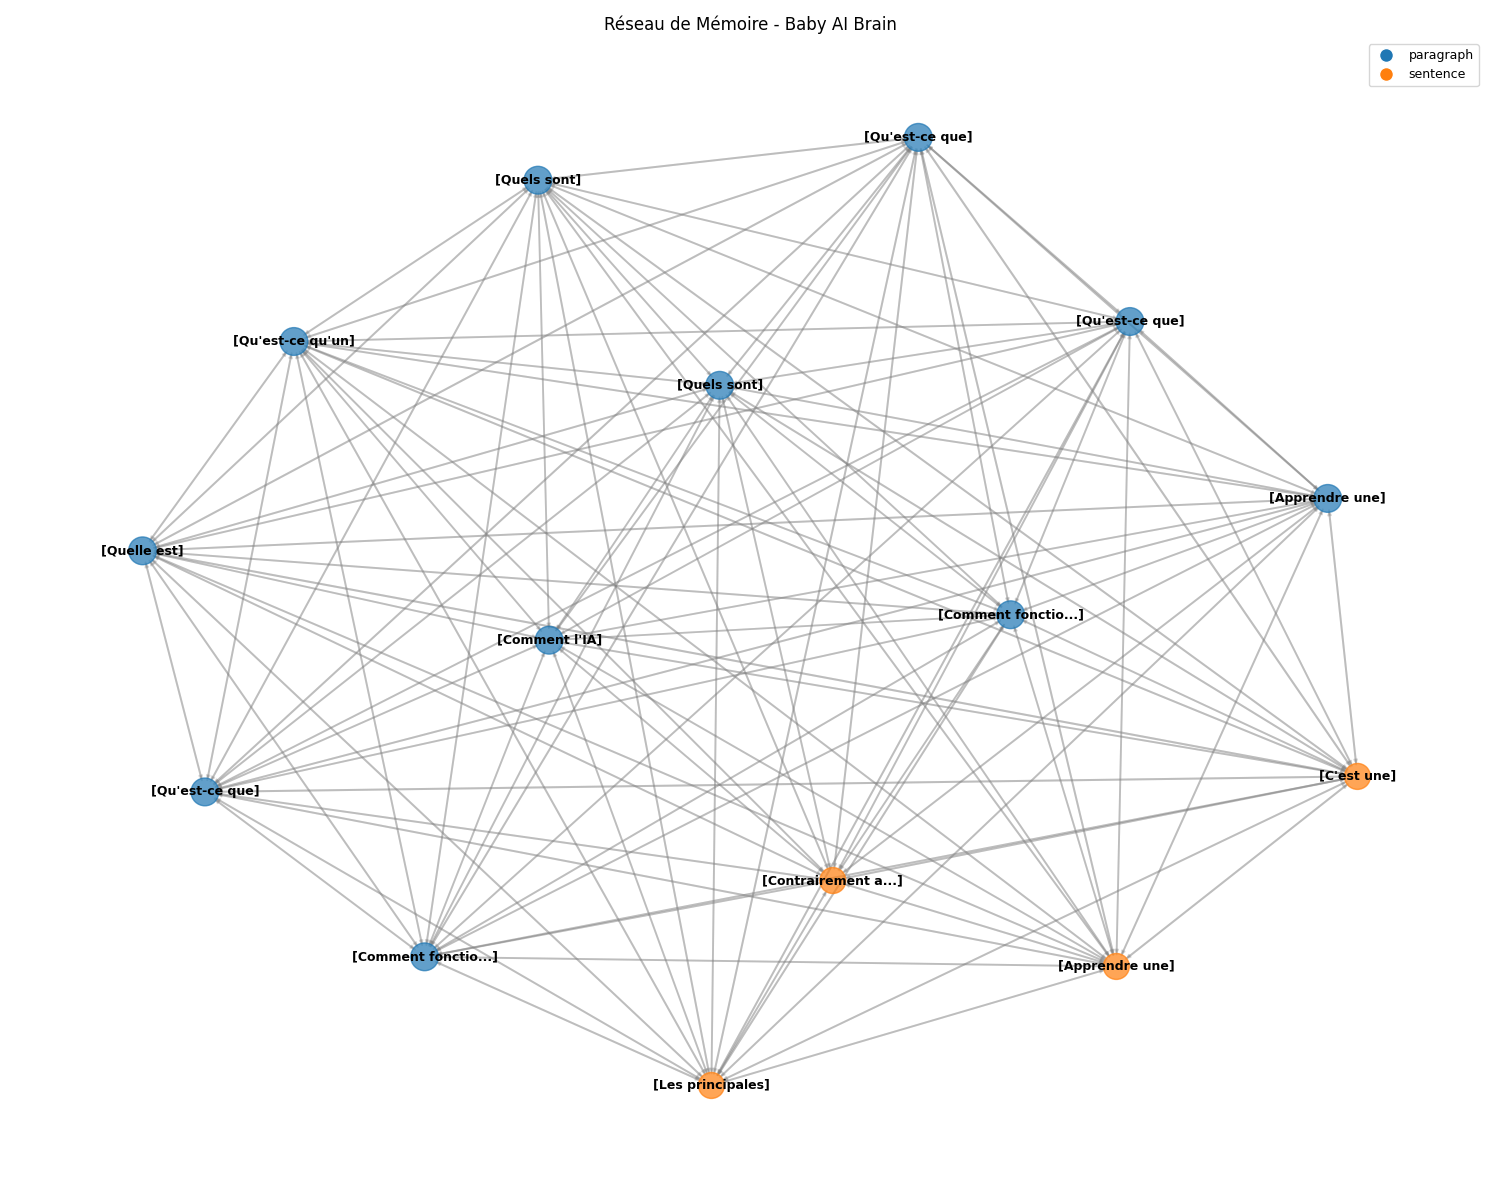 Réseau de Mémoire - Baby AI Brain
paragraph
sentence
[Qu'est-ce que]
[Quels sont]
[Qu'est-ce que]
[Qu'est-ce qu'un]
[Quels sont]
[Apprendre une]
[Quelle est]
[Comment fonctio...]
[Comment l'IA]
[C'est une]
[Qu'est-ce que]
[Contrairement a...]
[Comment fonctio...]
[Apprendre une]
[Les principales]